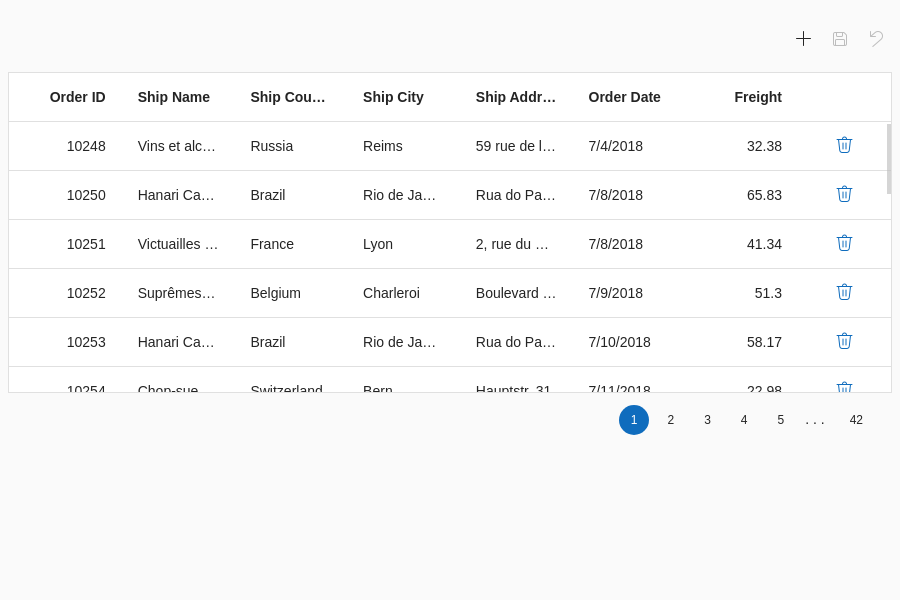 Order ID Ship Name Ship Cou… Ship City Ship Addr… Order Date Freight
10248 Vins et alc… Russia Reims 59 rue de l… 7/4/2018 32.38
10250 Hanari Ca… Brazil Rio de Ja… Rua do Pa… 7/8/2018 65.83
10251 Victuailles … France Lyon 2, rue du … 7/8/2018 41.34
10252 Suprêmes… Belgium Charleroi Boulevard … 7/9/2018 51.3
10253 Hanari Ca… Brazil Rio de Ja… Rua do Pa… 7/10/2018 58.17
10254 Chop-sue… Switzerland Bern Hauptstr. 31 7/11/2018 22.98
1 2 3 4 5 . . . 42